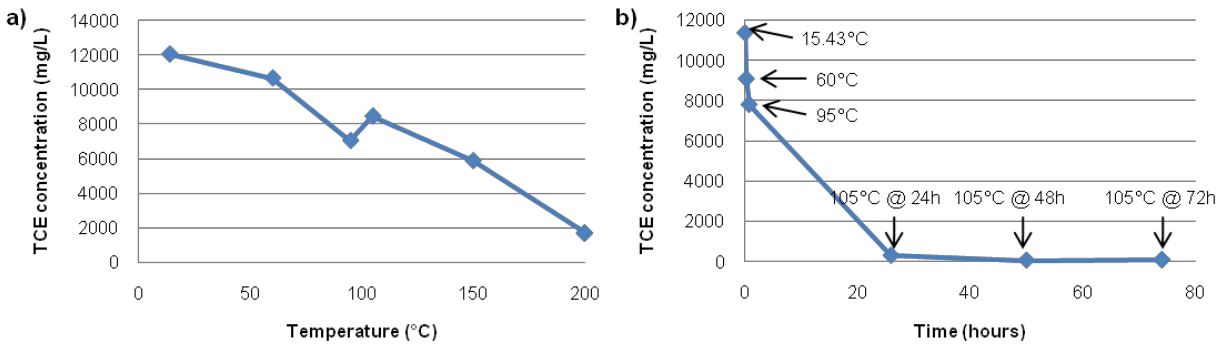 a)
TCE concentration (mg/L)
14000
12000
10000
8000
6000
4000
2000
0
0
50
100
150
200
Temperature (°C)
b)
TCE concentration (mg/L)
12000
10000
8000
6000
4000
2000
0
15.43°C
60°C
95°C
105°C @ 24h
105°C @ 48h
105°C @ 72h
0
20
40
60
80
Time (hours)